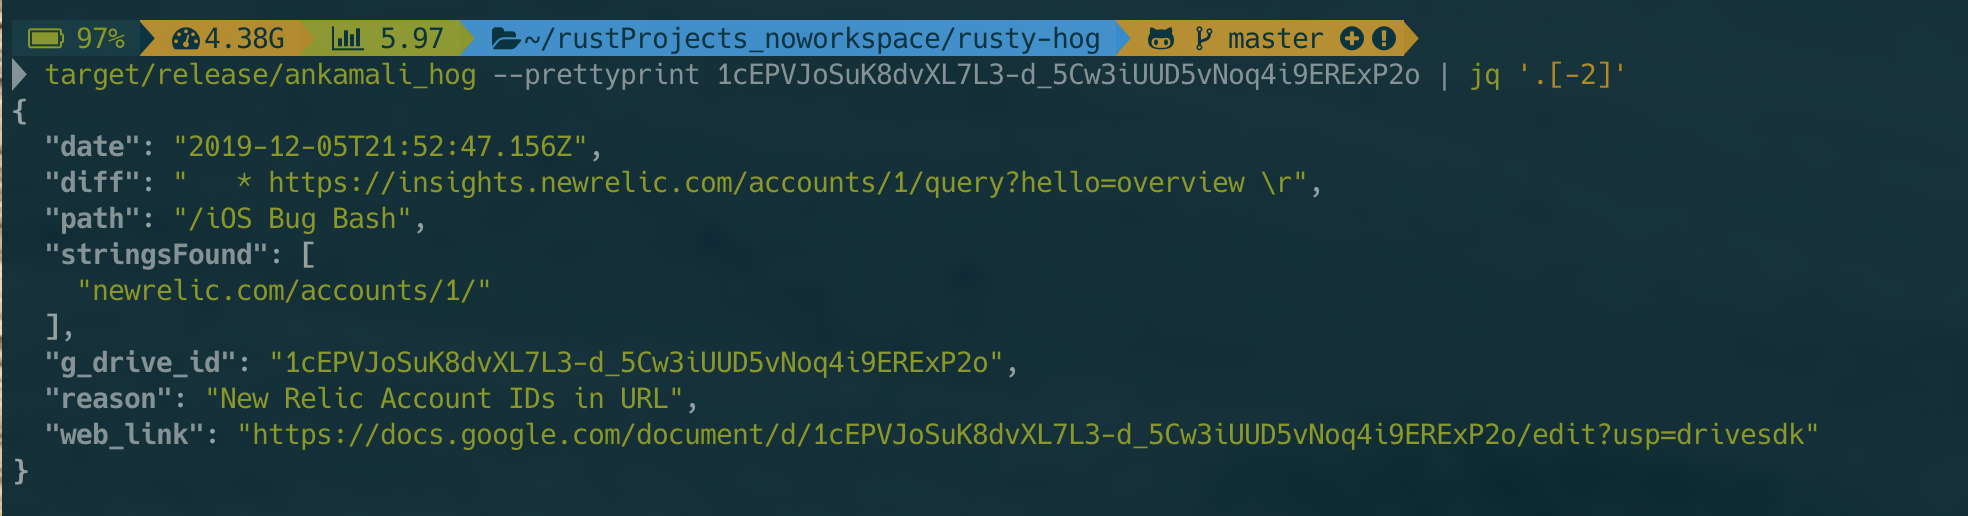 97% 4.38G 5.97 ~/rustProjects_noworkspace/rusty-hog master
target/release/ankamali_hog --prettyprint 1cEPVJoSuK8dvXL7L3-d_5Cw3iUUD5vNoq4i9ERExP2o | jq '.[-2]'
{
  "date": "2019-12-05T21:52:47.156Z",
  "diff": "   * https://insights.newrelic.com/accounts/1/query?hello=overview \r",
  "path": "/iOS Bug Bash",
  "stringsFound": [
    "newrelic.com/accounts/1/"
  ],
  "g_drive_id": "1cEPVJoSuK8dvXL7L3-d_5Cw3iUUD5vNoq4i9ERExP2o",
  "reason": "New Relic Account IDs in URL",
  "web_link": "https://docs.google.com/document/d/1cEPVJoSuK8dvXL7L3-d_5Cw3iUUD5vNoq4i9ERExP2o/edit?usp=drivesdk"
}